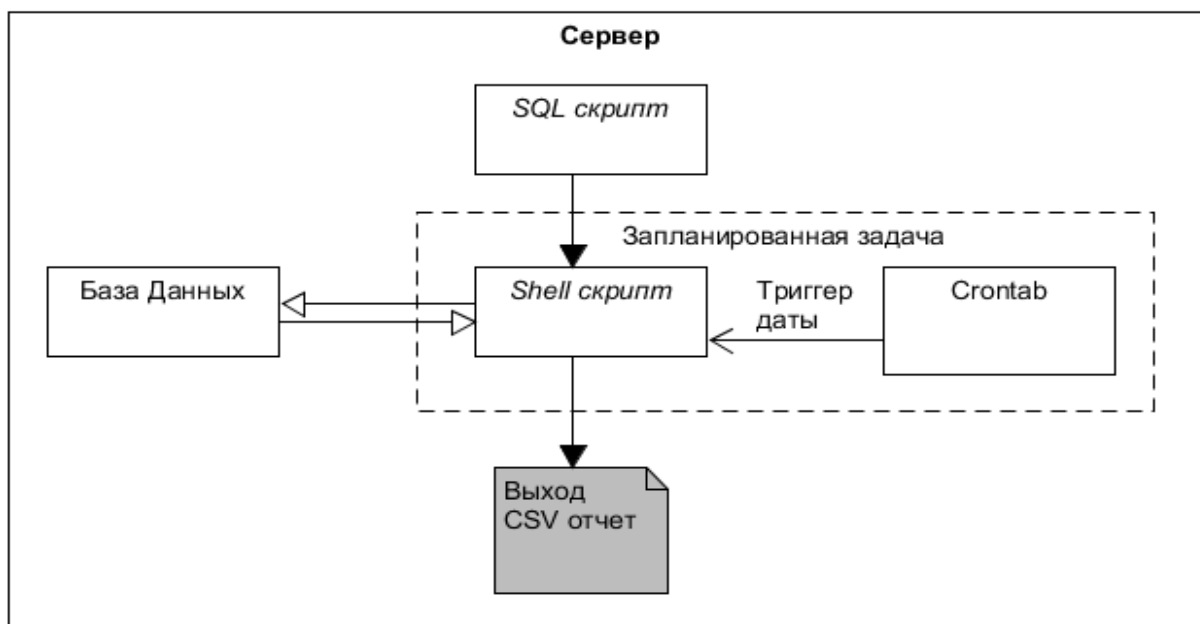 Сервер
SQL скрипт
Запланированная задача
База Данных
Shell скрипт
Триггер
даты
Crontab
Выход
CSV отчет